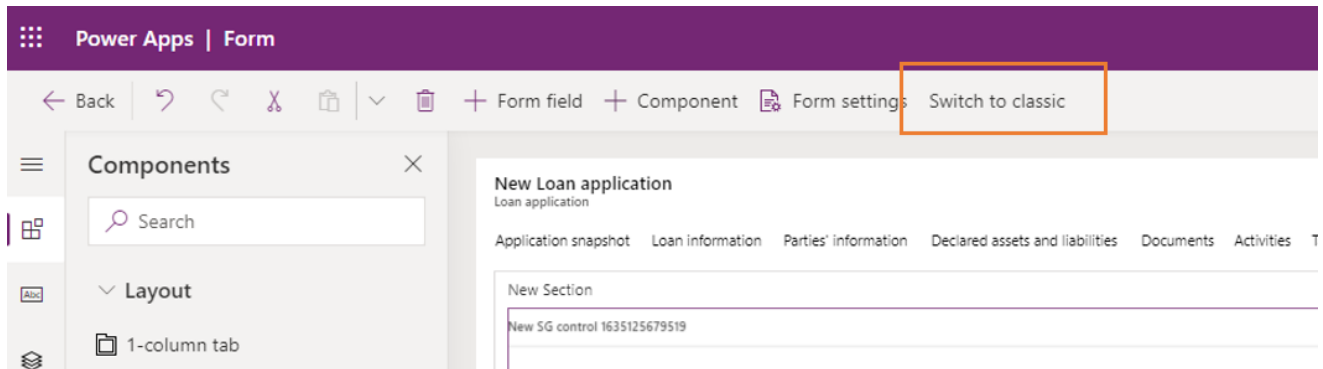 Power Apps | Form
Back
Form field
Component
Form settings
Switch to classic
Components
Search
Layout
1-column tab
Abc
New Loan application
Loan application
Application snapshot Loan information Parties' information Declared assets and liabilities Documents Activities T
New Section
New SG control 1635125679519